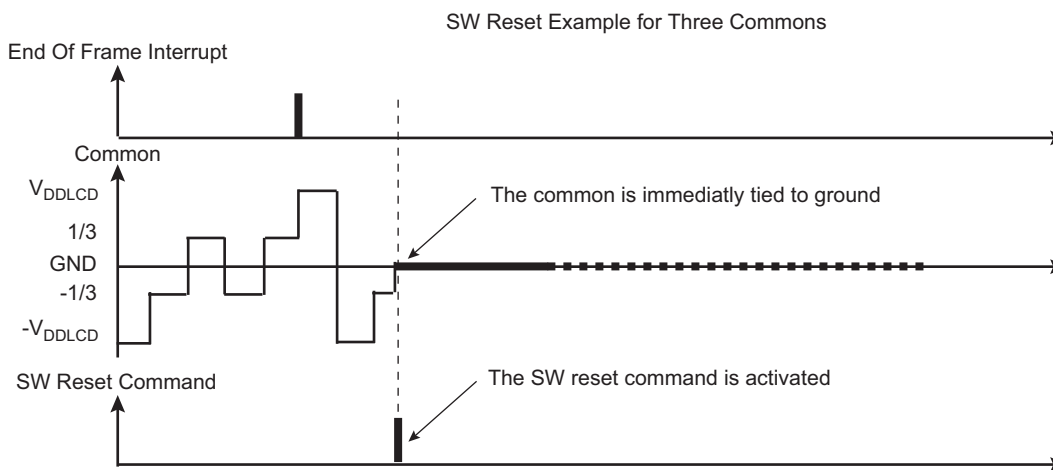 SW Reset Example for Three Commons
End Of Frame Interrupt
Common
VDDLCD
The common is immediatly tied to ground
1/3
GND
-1/3
-VDDLCD
SW Reset Command
The SW reset command is activated